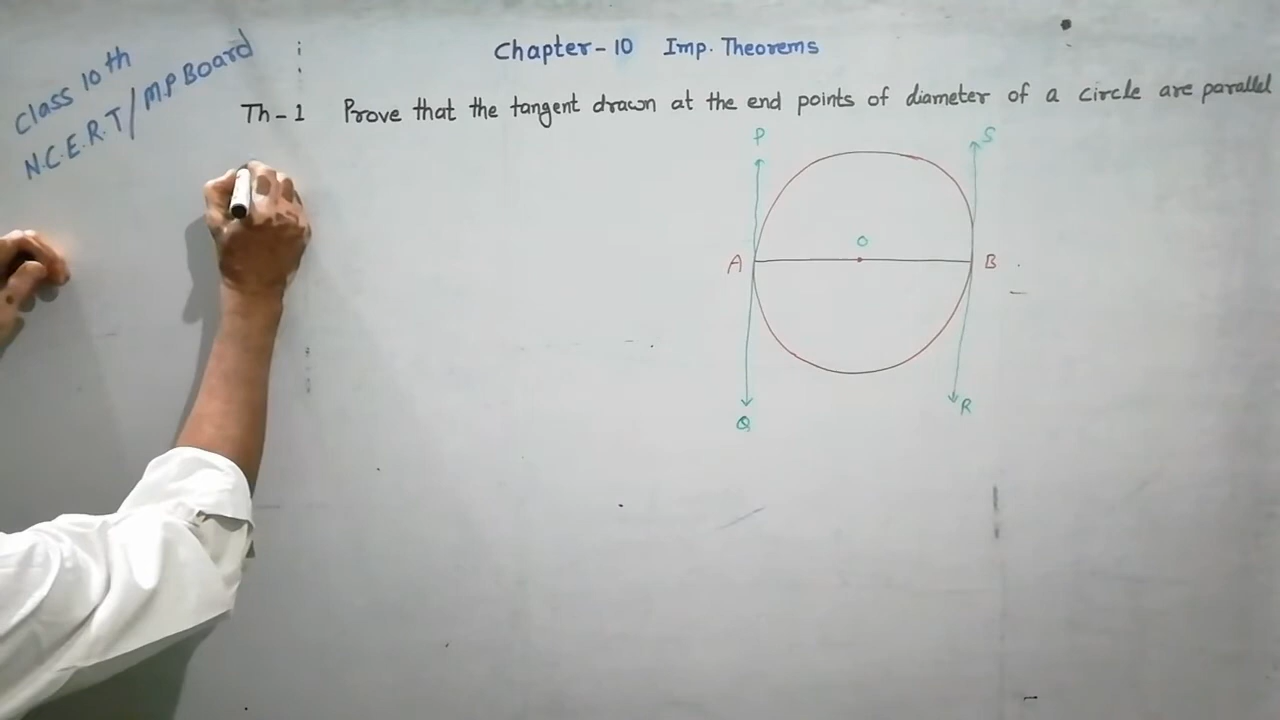 Class 10th
N.C.E.R.T/MP Board
Chapter-10 Imp. Theorems
Th-1 Prove that the tangent drawn at the end points of diameter of a circle are parallel
P
S
O
A
B
Q
R